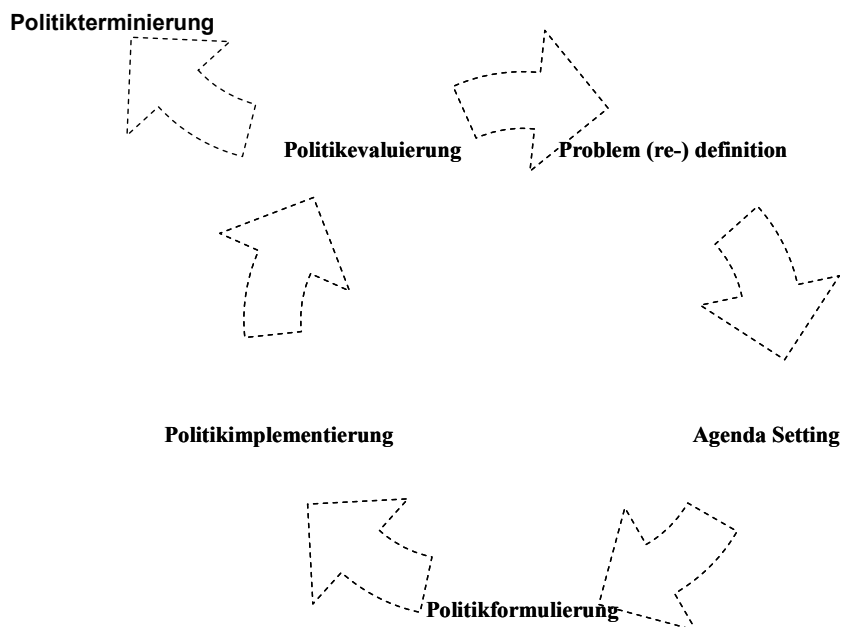 Politikterminierung
Politikevaluierung
Problem (re-) definition
Politikimplementierung
Agenda Setting
Politikformulierung